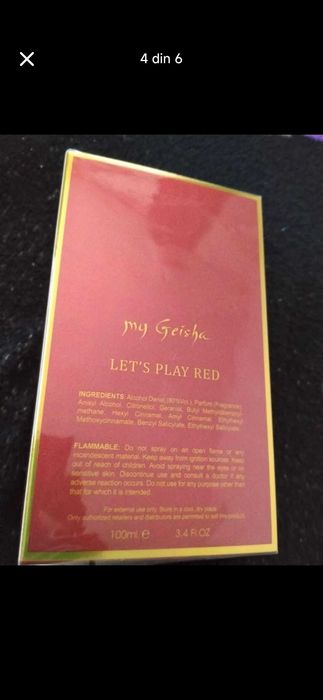 4 din 6
my Geisha
LET'S PLAY RED
INGREDIENTS: Alcohol Denat. (80%Vol.), Parfum (Fragrance),
Anisyl Alcohol, Citronellol, Geraniol, Butyl Methoxydibenzoyl
methane, Hexyl Cinnamal, Amyl Cinnamal, Ethylhexyl
Methoxycinnamate, Benzyl Salicylate, Ethylhexyl Salicylate.
FLAMMABLE: Do not spray on an open flame or any
incandescent material. Keep away from ignition sources. Keep
out of reach of children. Avoid spraying near the eyes or on
sensitive skin. Discontinue use and consult a doctor if any
adverse reaction occurs. Do not use for any purpose other than
that for which it is intended.
For external use only. Store in a cool, dry place.
Only authorized retailers and distributors are permitted to sell this product.
100ml e 3.4 Fl.OZ